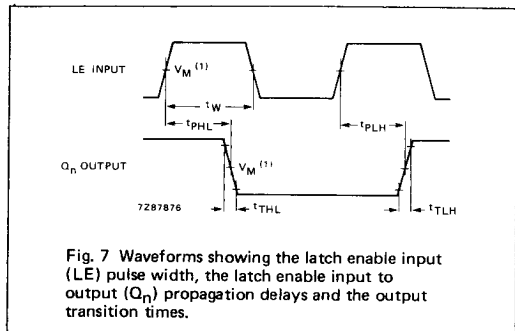 LE INPUT
VM (1)
tW
tPHL
tPLH
Qn OUTPUT
VM (1)
7Z87876
tTHL
tTLH
Fig. 7 Waveforms showing the latch enable input
(LE) pulse width, the latch enable input to
output (Qn) propagation delays and the output
transition times.